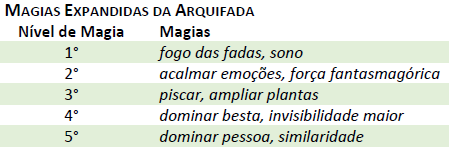 MAGIAS EXPANDIDAS DA ARQUIFADA
Nível de Magia Magias
1° fogo das fadas, sono
2° acalmar emoções, força fantasmagórica
3° piscar, ampliar plantas
4° dominar besta, invisibilidade maior
5° dominar pessoa, similaridade